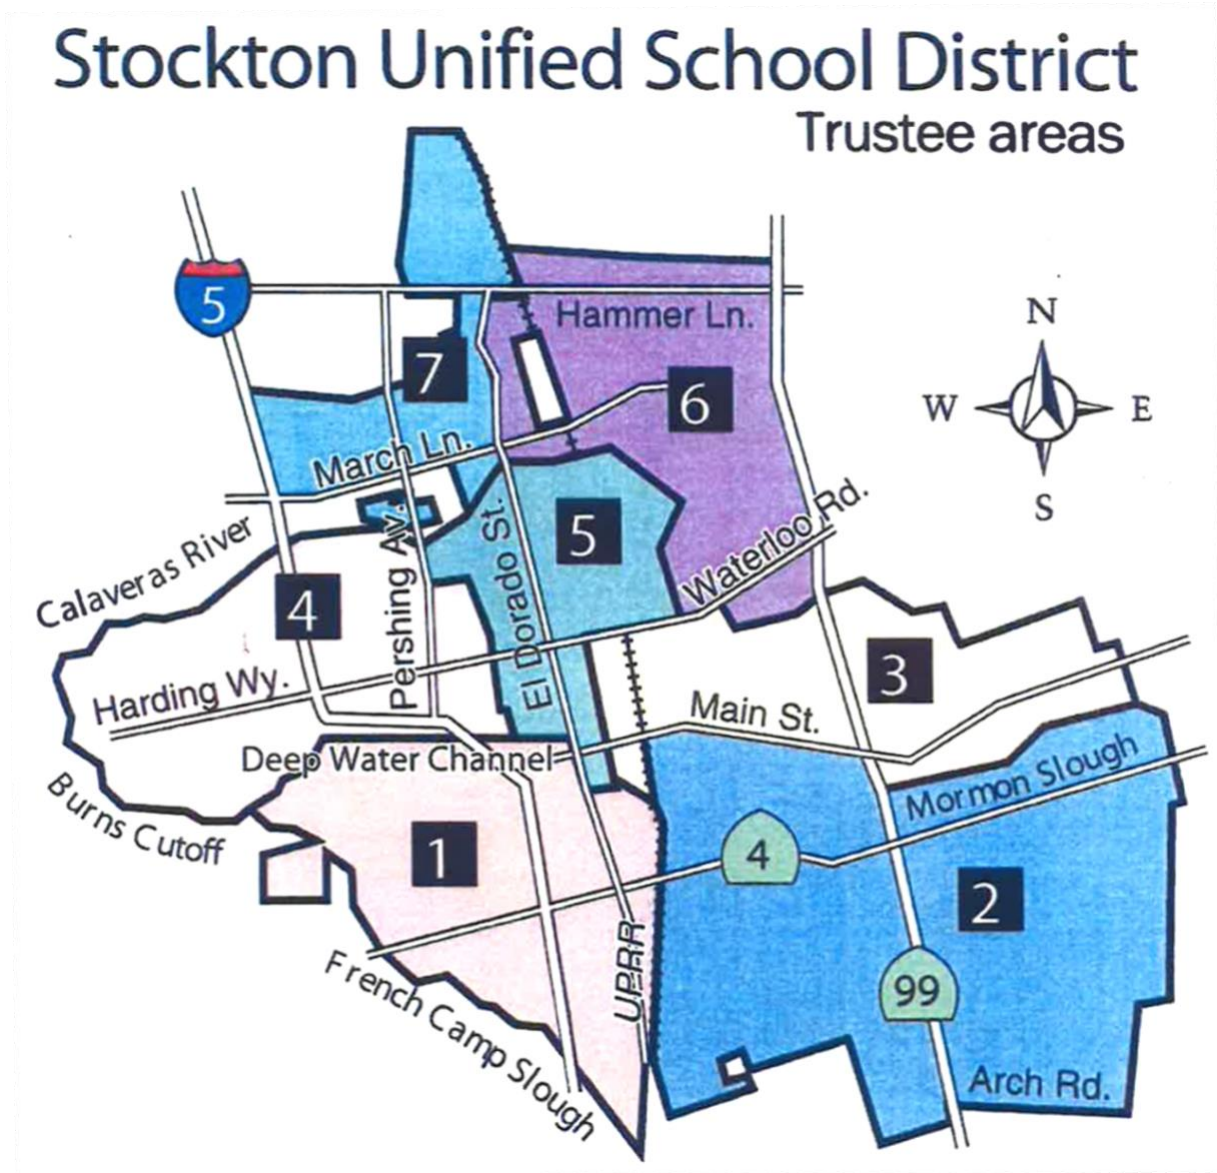 Stockton Unified School District
Trustee areas
5
Hammer Ln.
N
W
E
S
7
6
March Ln.
5
Waterloo Rd.
Calaveras River
Pershing Av.
El Dorado St.
4
3
Harding Wy.
Main St.
Deep Water Channel
Mormon Slough
Burns Cutoff
1
4
2
UPRR
99
French Camp Slough
Arch Rd.